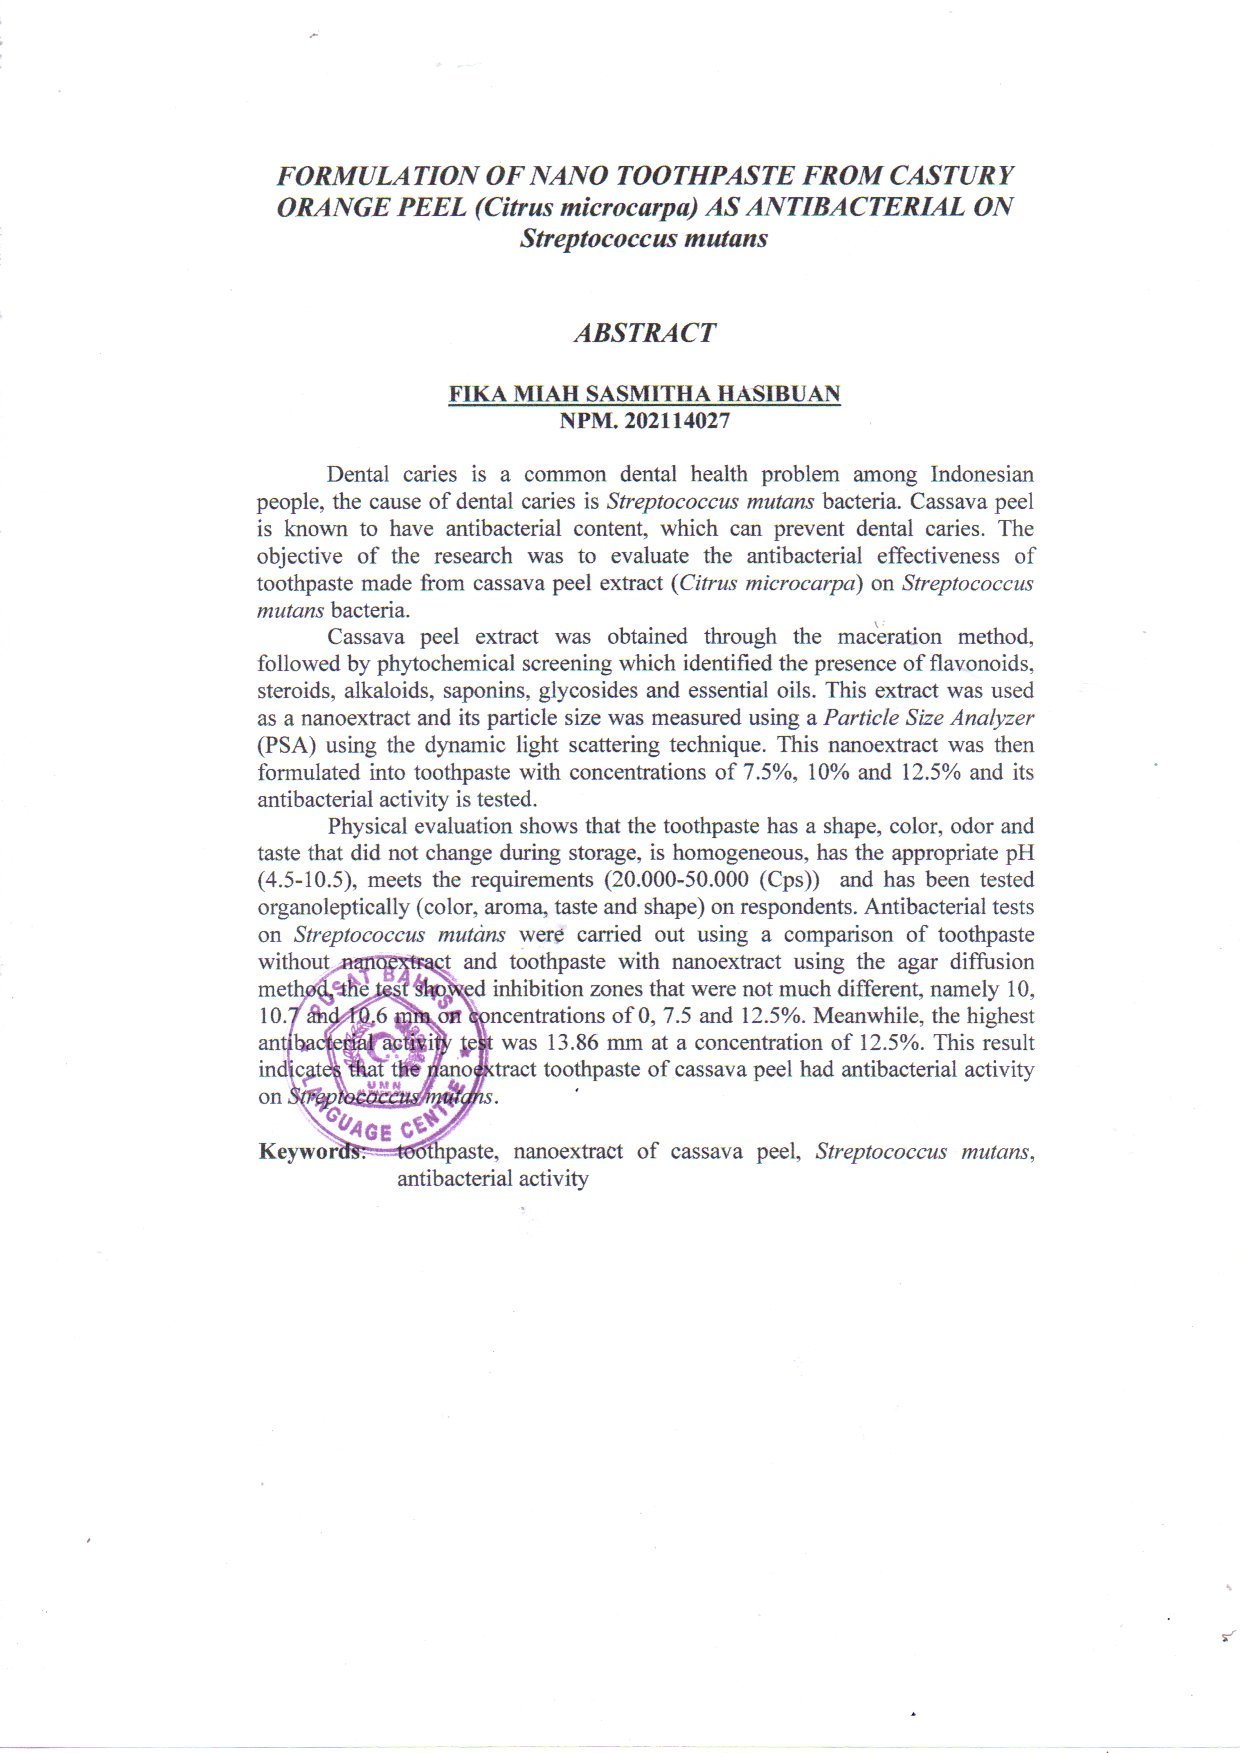 FORMULATION OF NANO TOOTHPASTE FROM CASTURY
ORANGE PEEL (Citrus microcarpa) AS ANTIBACTERIAL ON
Streptococcus mutans
ABSTRACT
FIKA MIAH SASMITHA HASIBUAN
NPM. 202114027
Dental caries is a common dental health problem among Indonesian
people, the cause of dental caries is Streptococcus mutans bacteria. Cassava peel
is known to have antibacterial content, which can prevent dental caries. The
objective of the research was to evaluate the antibacterial effectiveness of
toothpaste made from cassava peel extract (Citrus microcarpa) on Streptococcus
mutans bacteria.
Cassava peel extract was obtained through the maceration method,
followed by phytochemical screening which identified the presence of flavonoids,
steroids, alkaloids, saponins, glycosides and essential oils. This extract was used
as a nanoextract and its particle size was measured using a Particle Size Analyzer
(PSA) using the dynamic light scattering technique. This nanoextract was then
formulated into toothpaste with concentrations of 7.5%, 10% and 12.5% and its
antibacterial activity is tested.
Physical evaluation shows that the toothpaste has a shape, color, odor and
taste that did not change during storage, is homogeneous, has the appropriate pH
(4.5-10.5), meets the requirements (20.000-50.000 (Cps)) and has been tested
organoleptically (color, aroma, taste and shape) on respondents. Antibacterial tests
on Streptococcus mutans were carried out using a comparison of toothpaste
without nanoextract and toothpaste with nanoextract using the agar diffusion
method, the test showed inhibition zones that were not much different, namely 10,
10.7 and 10.6 mm on concentrations of 0, 7.5 and 12.5%. Meanwhile, the highest
antibacterial activity test was 13.86 mm at a concentration of 12.5%. This result
indicates that the nanoextract toothpaste of cassava peel had antibacterial activity
on Streptococcus mutans.
PUSAT BAHASA
UMN
LANGUAGE CENTRE
Keywords: toothpaste, nanoextract of cassava peel, Streptococcus mutans,
antibacterial activity